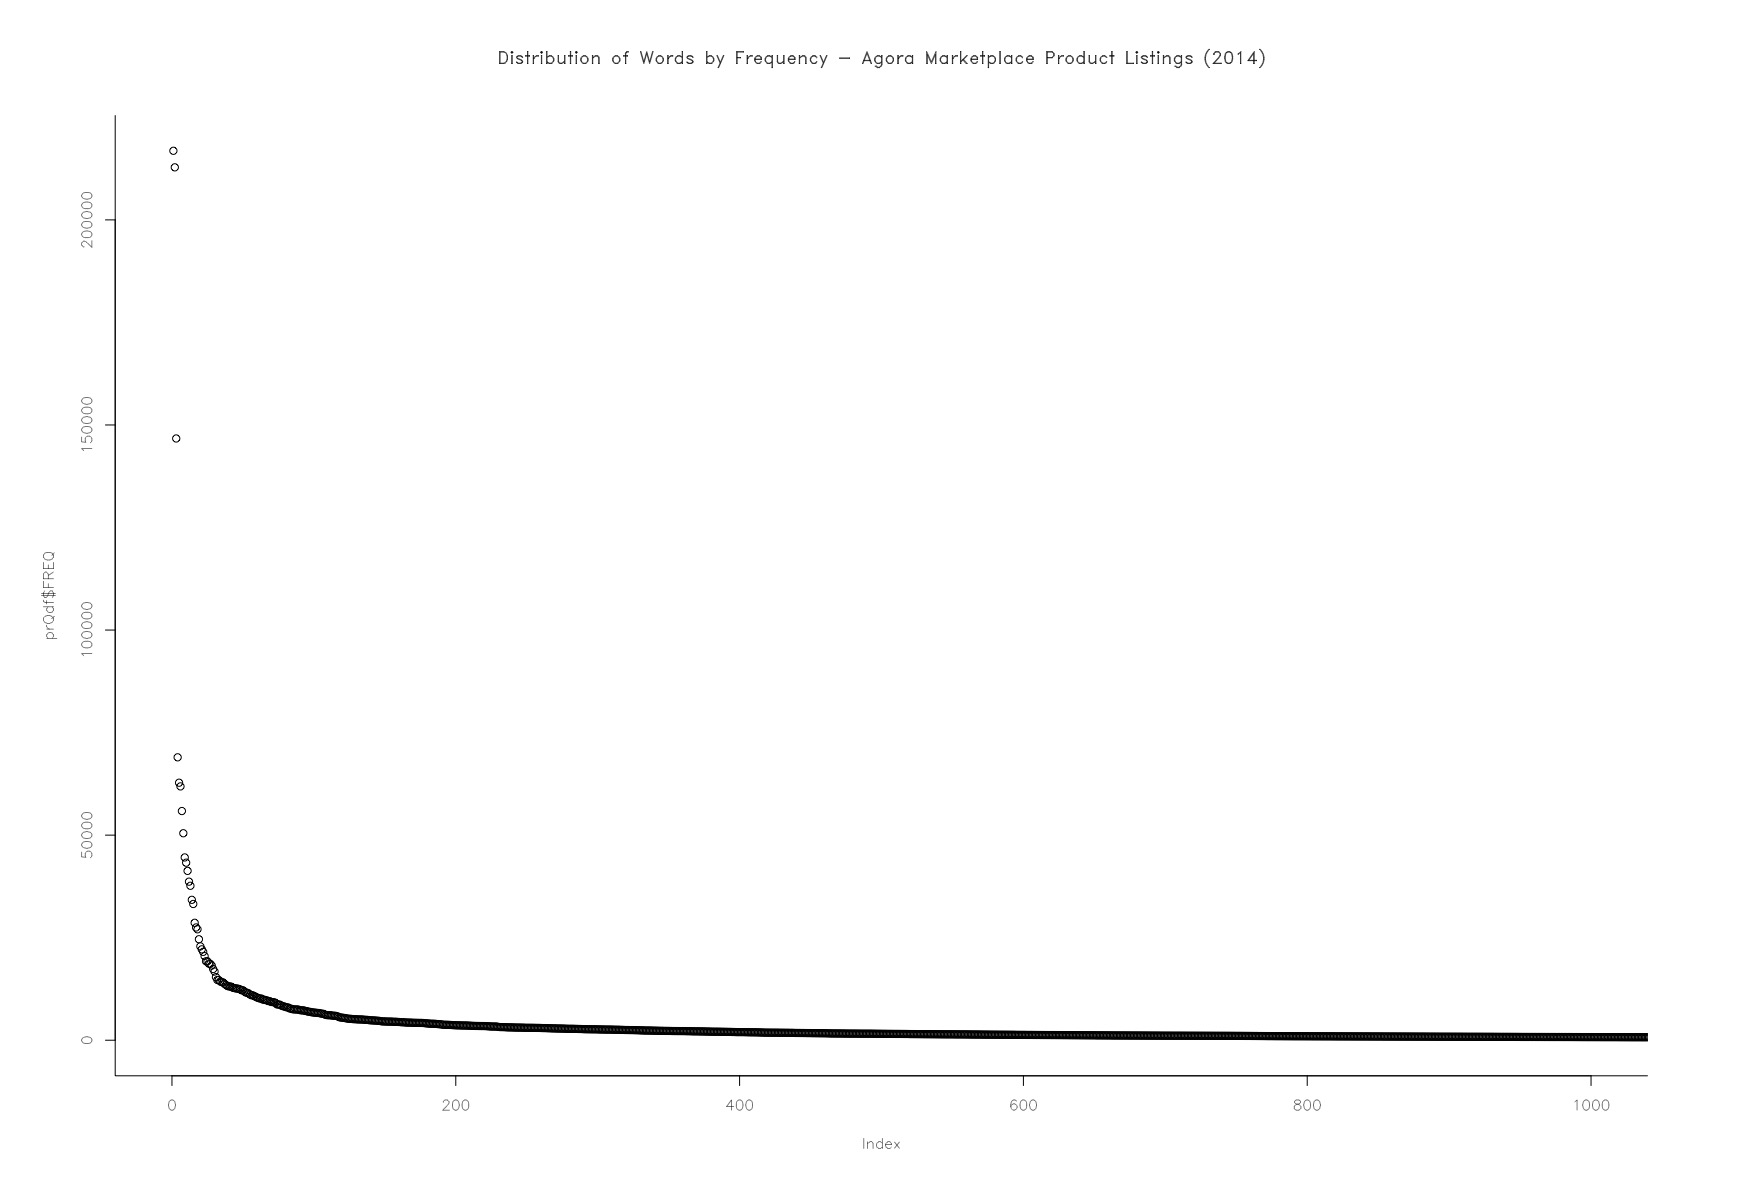 Distribution of Words by Frequency - Agora Marketplace Product Listings (2014)
prQdf$FREQ
200000
150000
100000
50000
0
0 200 400 600 800 1000
Index